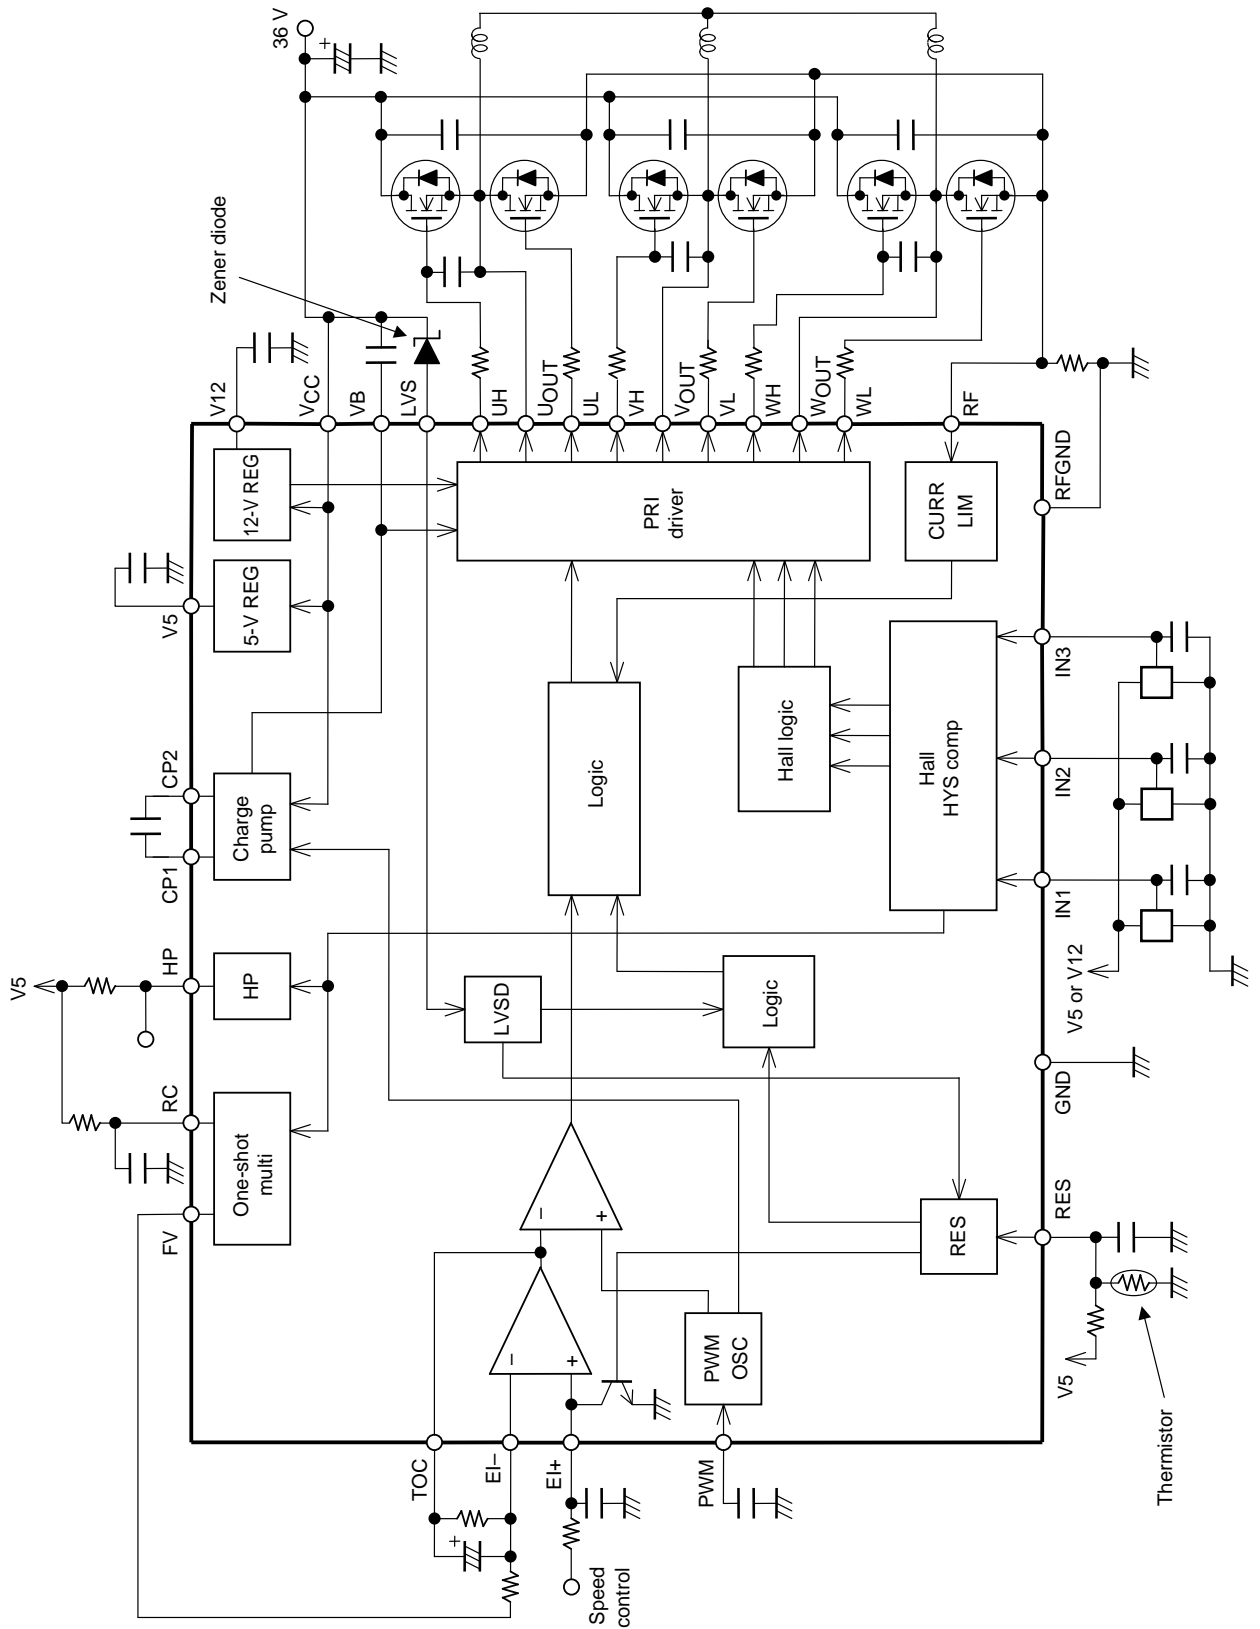 36 V
+
Zener diode
V12
VCC
VB
LVS
UH
UOUT
UL
VH
VOUT
VL
WH
WOUT
WL
RF
RFGND
12-V REG
5-V REG
V5
PRI
driver
CURR
LIM
CP2
CP1
Charge
pump
Logic
Hall logic
Hall
HYS comp
IN3
IN2
IN1
V5 or V12
HP
HP
V5
LVSD
Logic
GND
RC
One-shot
multi
FV
–
+
–
+
PWM
OSC
RES
RES
V5
Thermistor
TOC
EI–
EI+
PWM
+
Speed
control